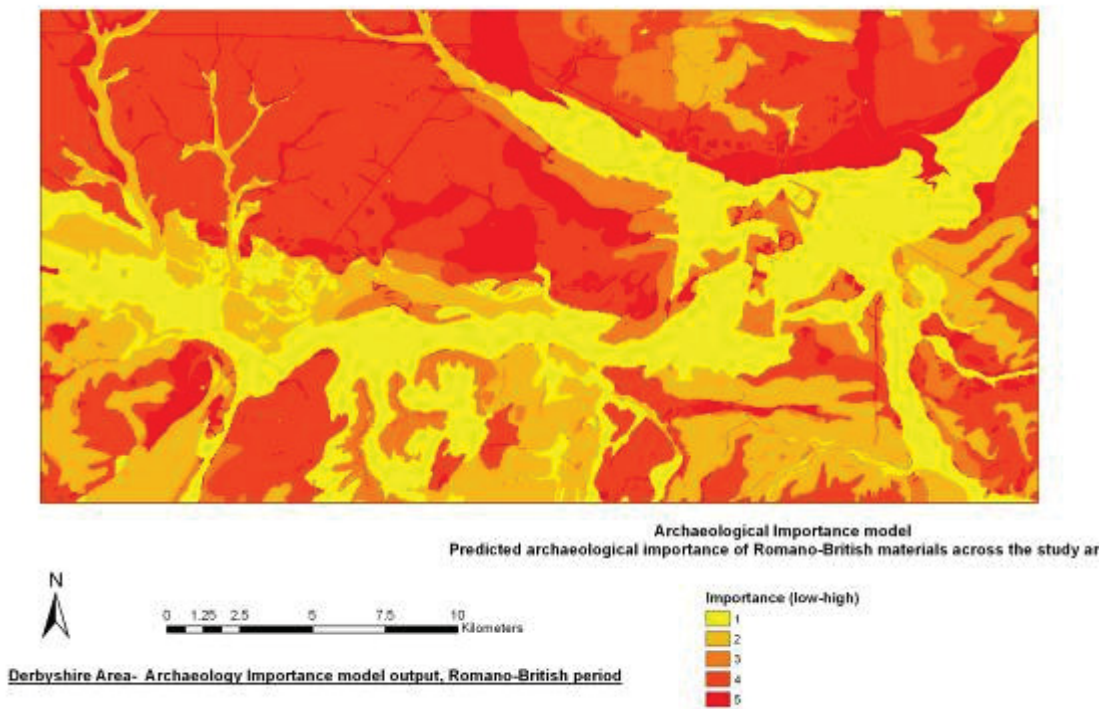 Archaeological Importance model
Predicted archaeological importance of Romano-British materials across the study ar
N
0 1.25 2.5 5 7.5 10
Kilometers
Importance (low-high)
1
2
3
4
5
Derbyshire Area- Archaeology Importance model output, Romano-British period